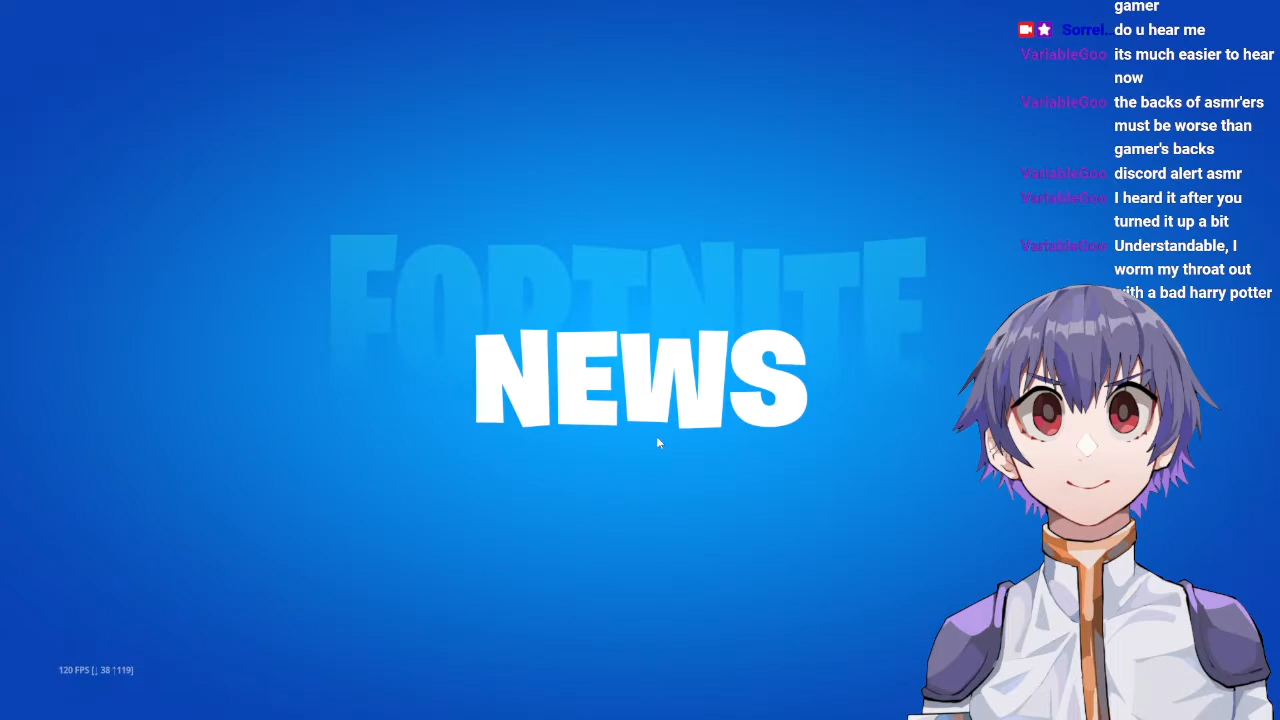 gamer
Sorrel.. do u hear me
VariableGoo its much easier to hear
now
VariableGoo the backs of asmr'ers
must be worse than
gamer's backs
VariableGoo discord alert asmr
VariableGoo I heard it after you
turned it up a bit
VariableGoo Understandable, I
worm my throat out
with a bad harry potter
FORTNITE
NEWS
120 FPS [↓ 38 ↑119]